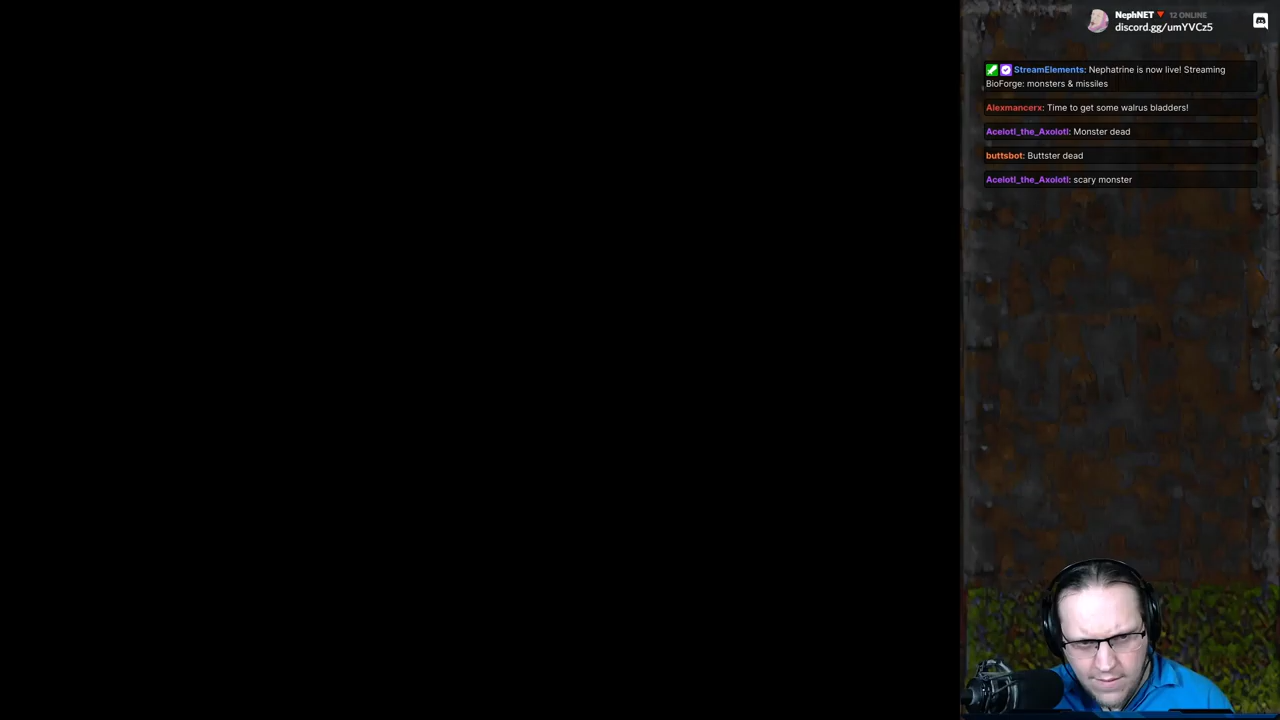 NephNET 12 ONLINE
discord.gg/umYVCz5
StreamElements: Nephatrine is now live! Streaming
BioForge: monsters & missiles
Alexmancerx: Time to get some walrus bladders!
Acelotl_the_Axolotl: Monster dead
buttsbot: Buttster dead
Acelotl_the_Axolotl: scary monster